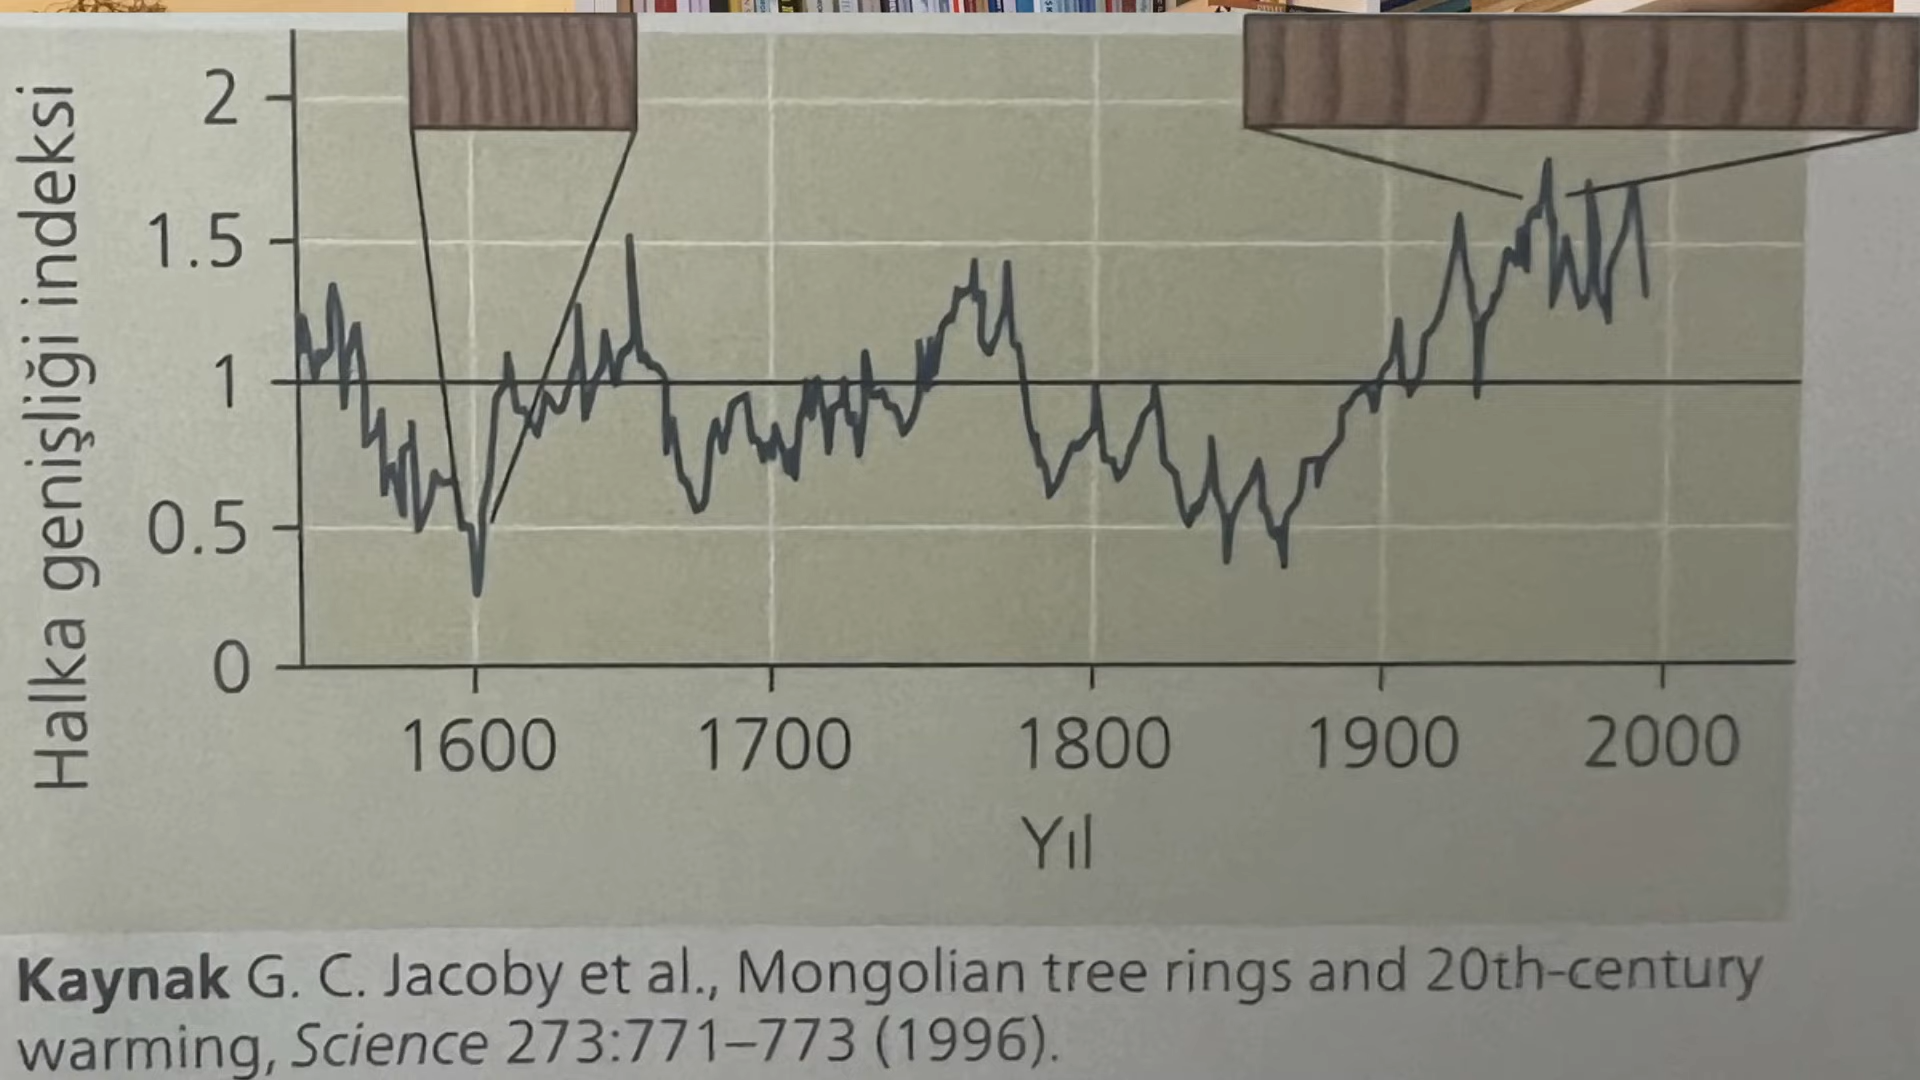 Halka genişliği indeksi
2
1.5
1
0.5
0
1600 1700 1800 1900 2000
Yıl
Kaynak G. C. Jacoby et al., Mongolian tree rings and 20th-century
warming, Science 273:771–773 (1996).